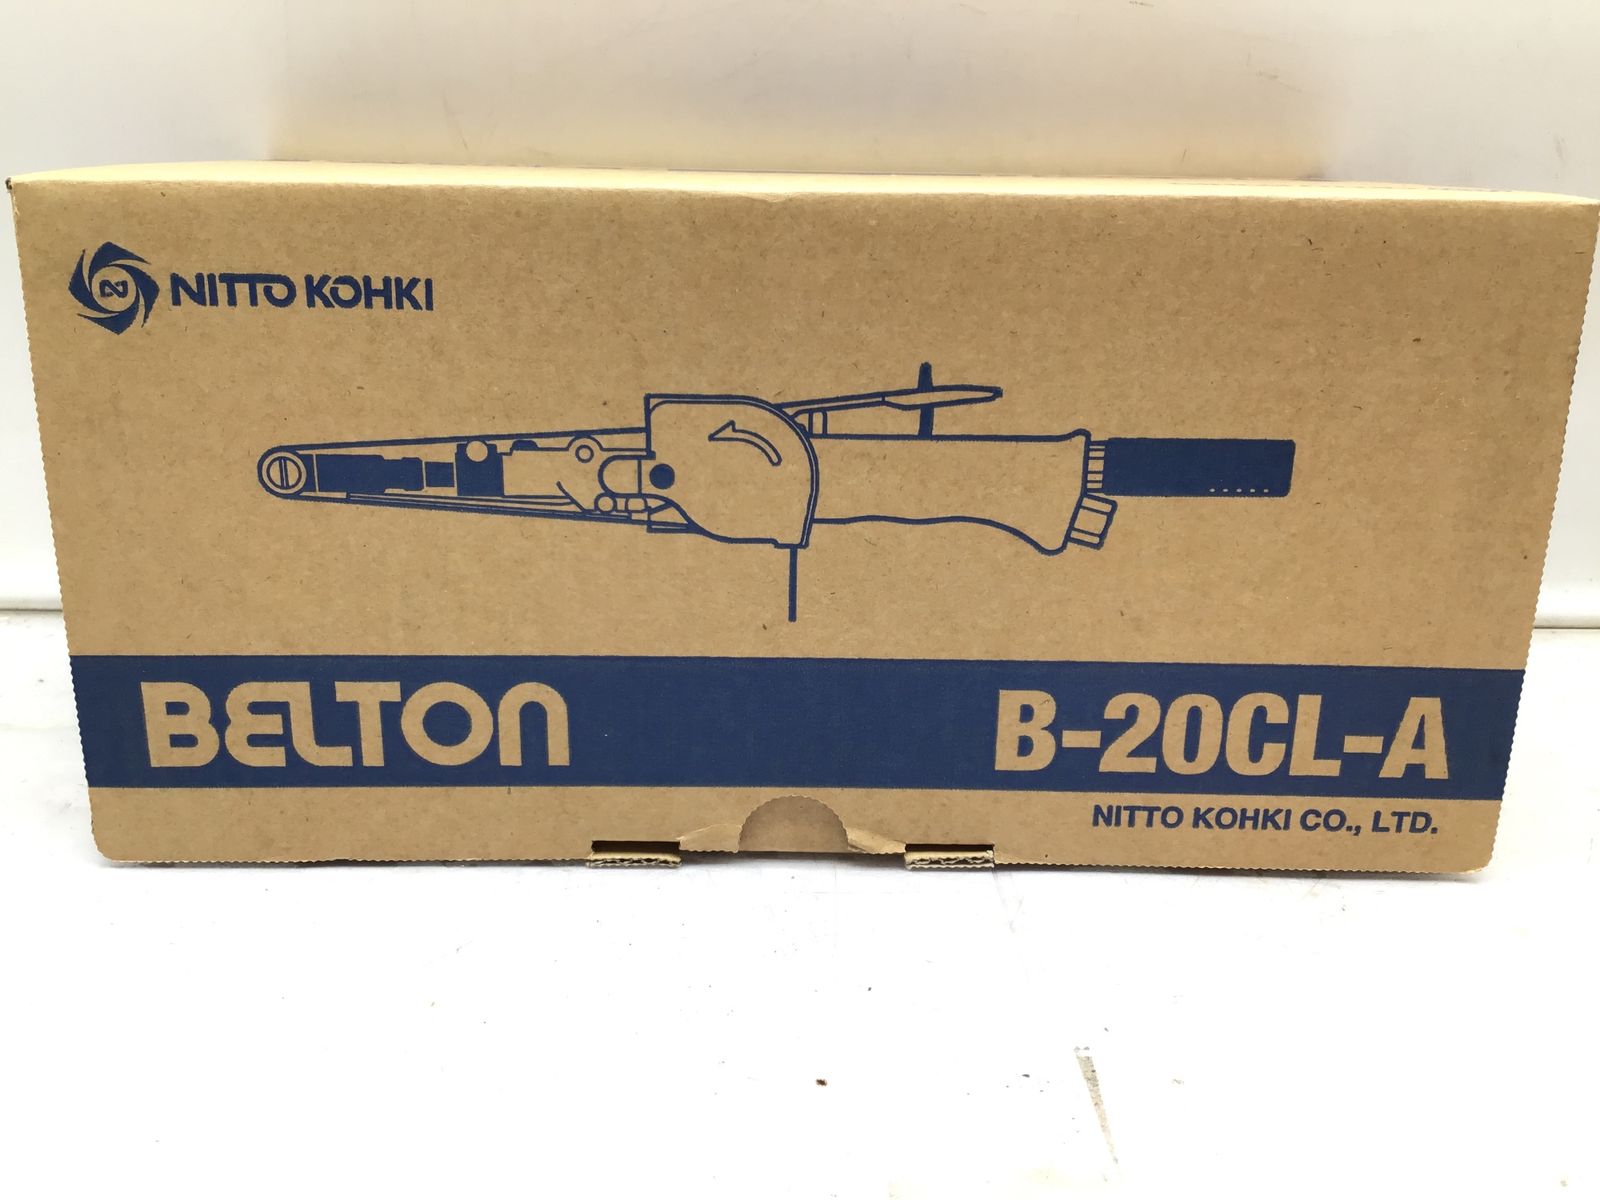 NITTO KOHKI
BELTON B-20CL-A
NITTO KOHKI CO., LTD.